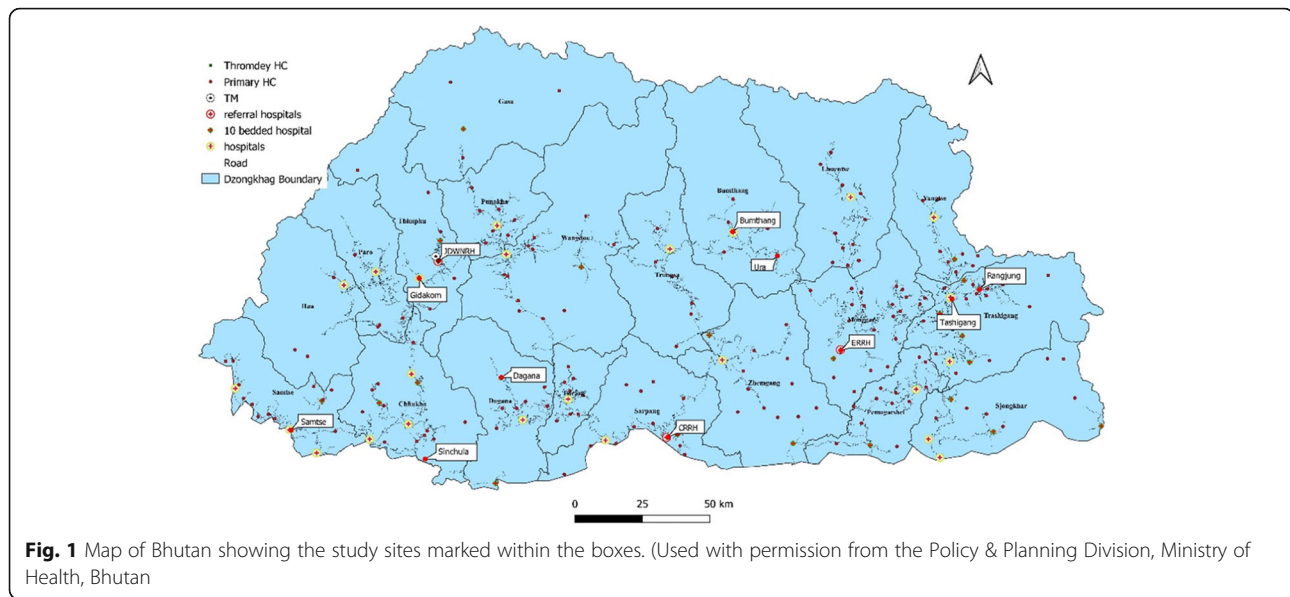 Thromdey HC
Primary HC
TM
referral hospitals
10 bedded hospital
hospitals
Road
Dzongkhag Boundary
Gasa
Punakha
Thimphu
JDWNRH
Wangdue
Paro
Haa
Gidakom
Bumthang
Bumthang
Ura
Trongsa
Lhuentse
Yangtse
Rangjung
Tashigang
Trashigang
Monggar
ERRH
Samtse
Samtse
Chhukha
Sinchula
Dagana
Dagana
Tsirang
Sarpang
CRRH
Zhemgang
Pemagatshel
Sjongkhar
0 25 50 km
Fig. 1 Map of Bhutan showing the study sites marked within the boxes. (Used with permission from the Policy & Planning Division, Ministry of
Health, Bhutan